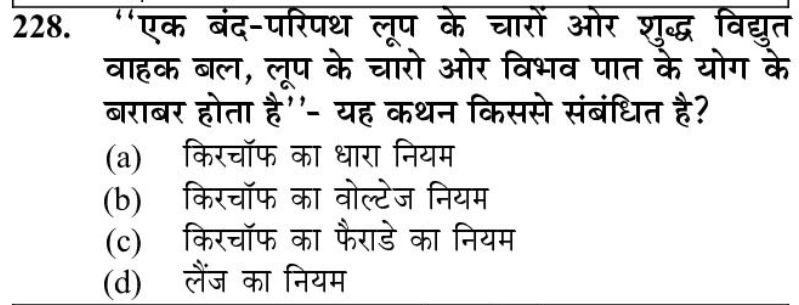 228. ‘‘एक बंद-परिपथ लूप के चारों ओर शुद्ध विद्युत
वाहक बल, लूप के चारो ओर विभव पात के योग के
बराबर होता है’’- यह कथन किससे संबंधित है?
(a) किरचॉफ का धारा नियम
(b) किरचॉफ का वोल्टेज नियम
(c) किरचॉफ का फैराडे का नियम
(d) लैंज का नियम